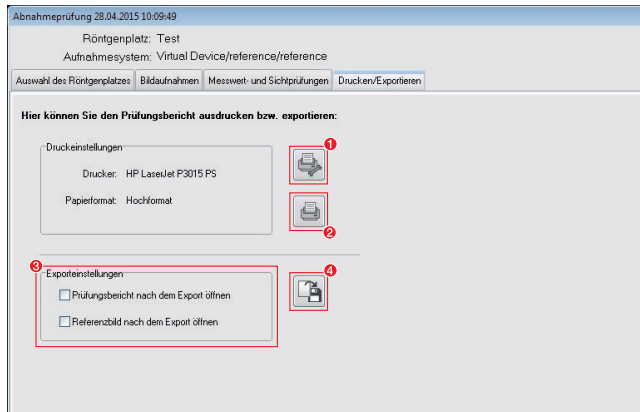 Abnahmeprüfung 28.04.2015 10:09:49
Röntgenplatz: Test
Aufnahmesystem: Virtual Device/reference/reference
Auswahl des Röntgenplatzes Bildaufnahmen Messwert- und Sichtprüfungen Drucken/Exportieren
Hier können Sie den Prüfungsbericht ausdrucken bzw. exportieren:
Druckeinstellungen
1
Drucker: HP LaserJet P3015 PS
Papierformat: Hochformat
2
3
4
Exporteinstellungen
Prüfungsbericht nach dem Export öffnen
Referenzbild nach dem Export öffnen